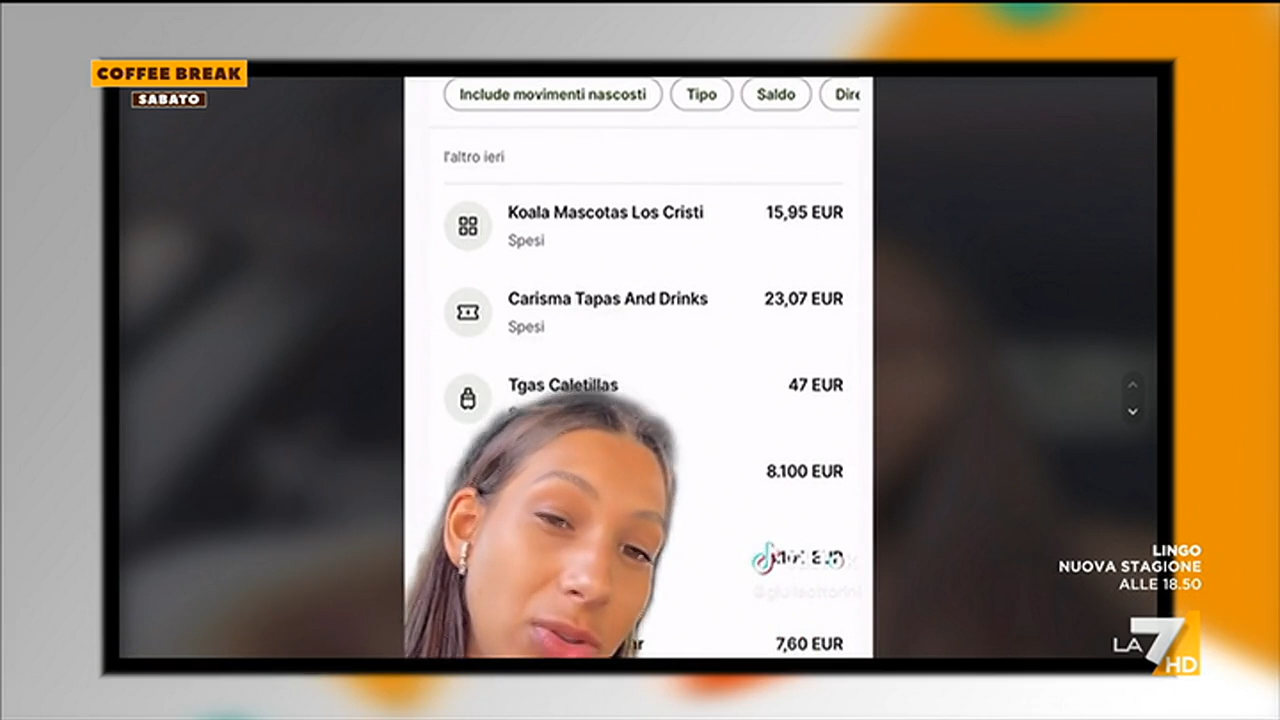 COFFEE BREAK
SABATO
Include movimenti nascosti
Tipo
Saldo
Dire
l'altro ieri
Koala Mascotas Los Cristi
15,95 EUR
Spesi
Carisma Tapas And Drinks
23,07 EUR
Spesi
Tgas Caletillas
47 EUR
8.100 EUR
7,60 EUR
LINGO
NUOVA STAGIONE
ALLE 18.50
LA7
HD